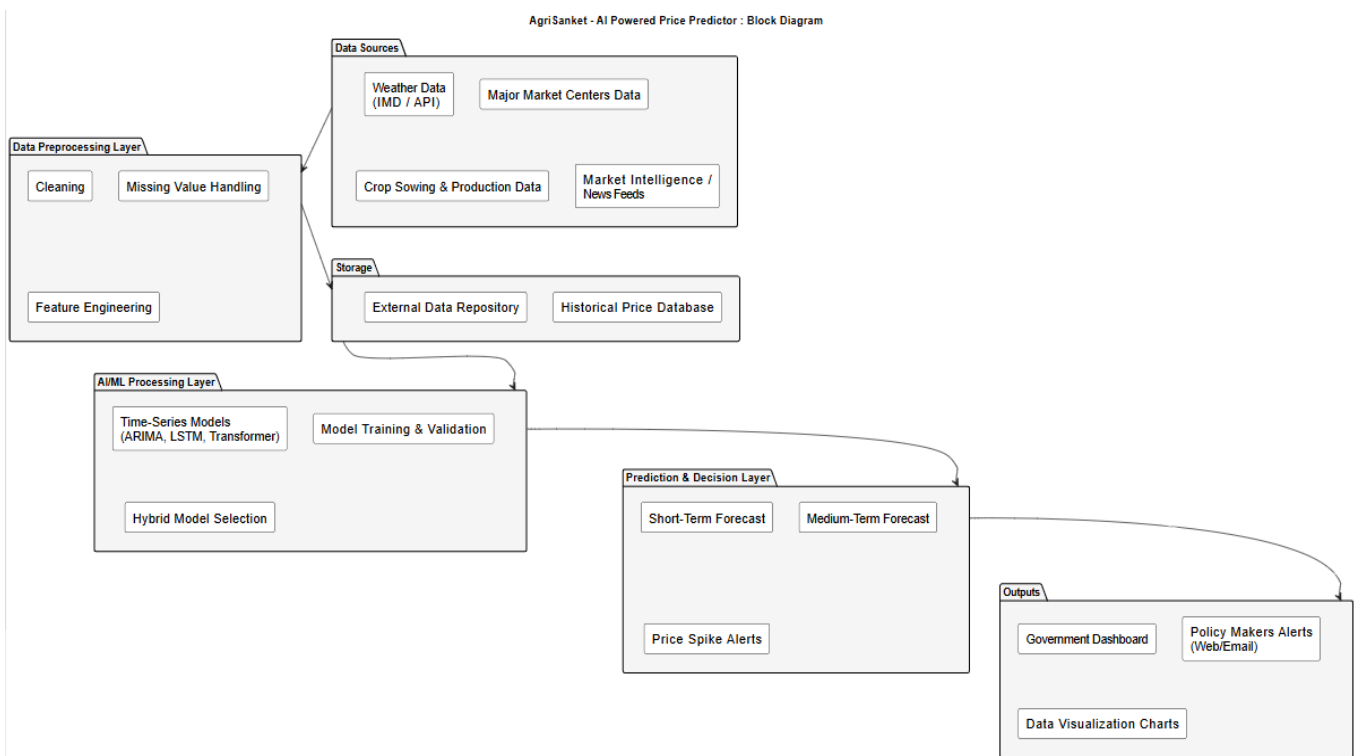 AgriSanket - AI Powered Price Predictor : Block Diagram
Data Sources
Weather Data
(IMD / API)
Major Market Centers Data
Crop Sowing & Production Data
Market Intelligence /
News Feeds
Data Preprocessing Layer
Cleaning
Missing Value Handling
Feature Engineering
Storage
External Data Repository
Historical Price Database
AI/ML Processing Layer
Time-Series Models
(ARIMA, LSTM, Transformer)
Model Training & Validation
Hybrid Model Selection
Prediction & Decision Layer
Short-Term Forecast
Medium-Term Forecast
Price Spike Alerts
Outputs
Government Dashboard
Policy Makers Alerts
(Web/Email)
Data Visualization Charts